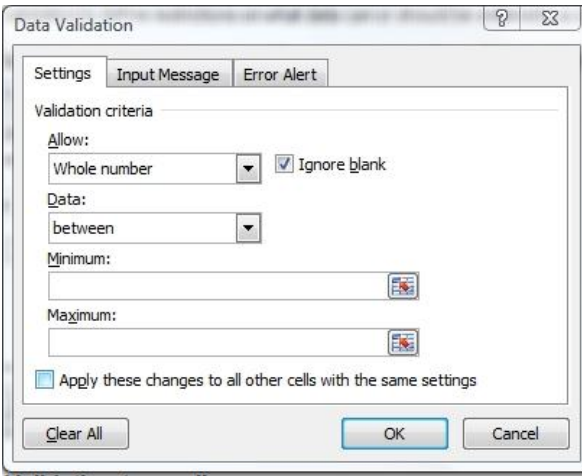 Data Validation
Settings Input Message Error Alert
Validation criteria
Allow:
Whole number Ignore blank
Data:
between
Minimum:
Maximum:
Apply these changes to all other cells with the same settings
Clear All OK Cancel